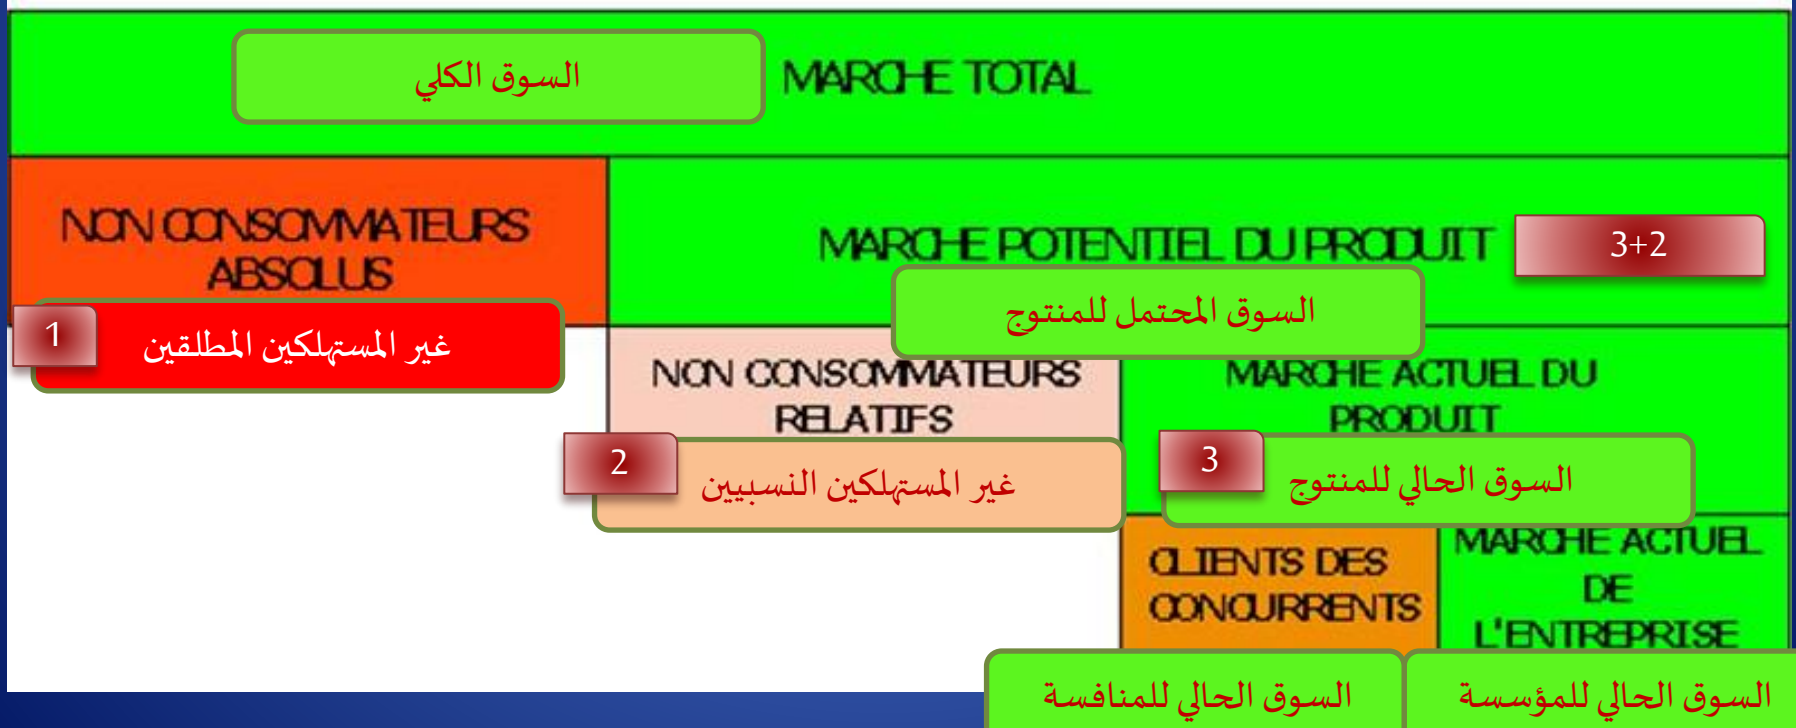 السوق الكلي
MARCHE TOTAL
NON CONSOMMATEURS
ABSOLUS
MARCHE POTENTIEL DU PRODUIT
3+2
1
غير المستهلكين المطلقين
السوق المحتمل للمنتوج
NON CONSOMMATEURS
RELATIFS
MARCHE ACTUEL DU
PRODUIT
2
غير المستهلكين النسبيين
3
السوق الحالي للمنتوج
CLIENTS DES
CONCURRENTS
MARCHE ACTUEL
DE
L'ENTREPRISE
السوق الحالي للمنافسة
السوق الحالي للمؤسسة